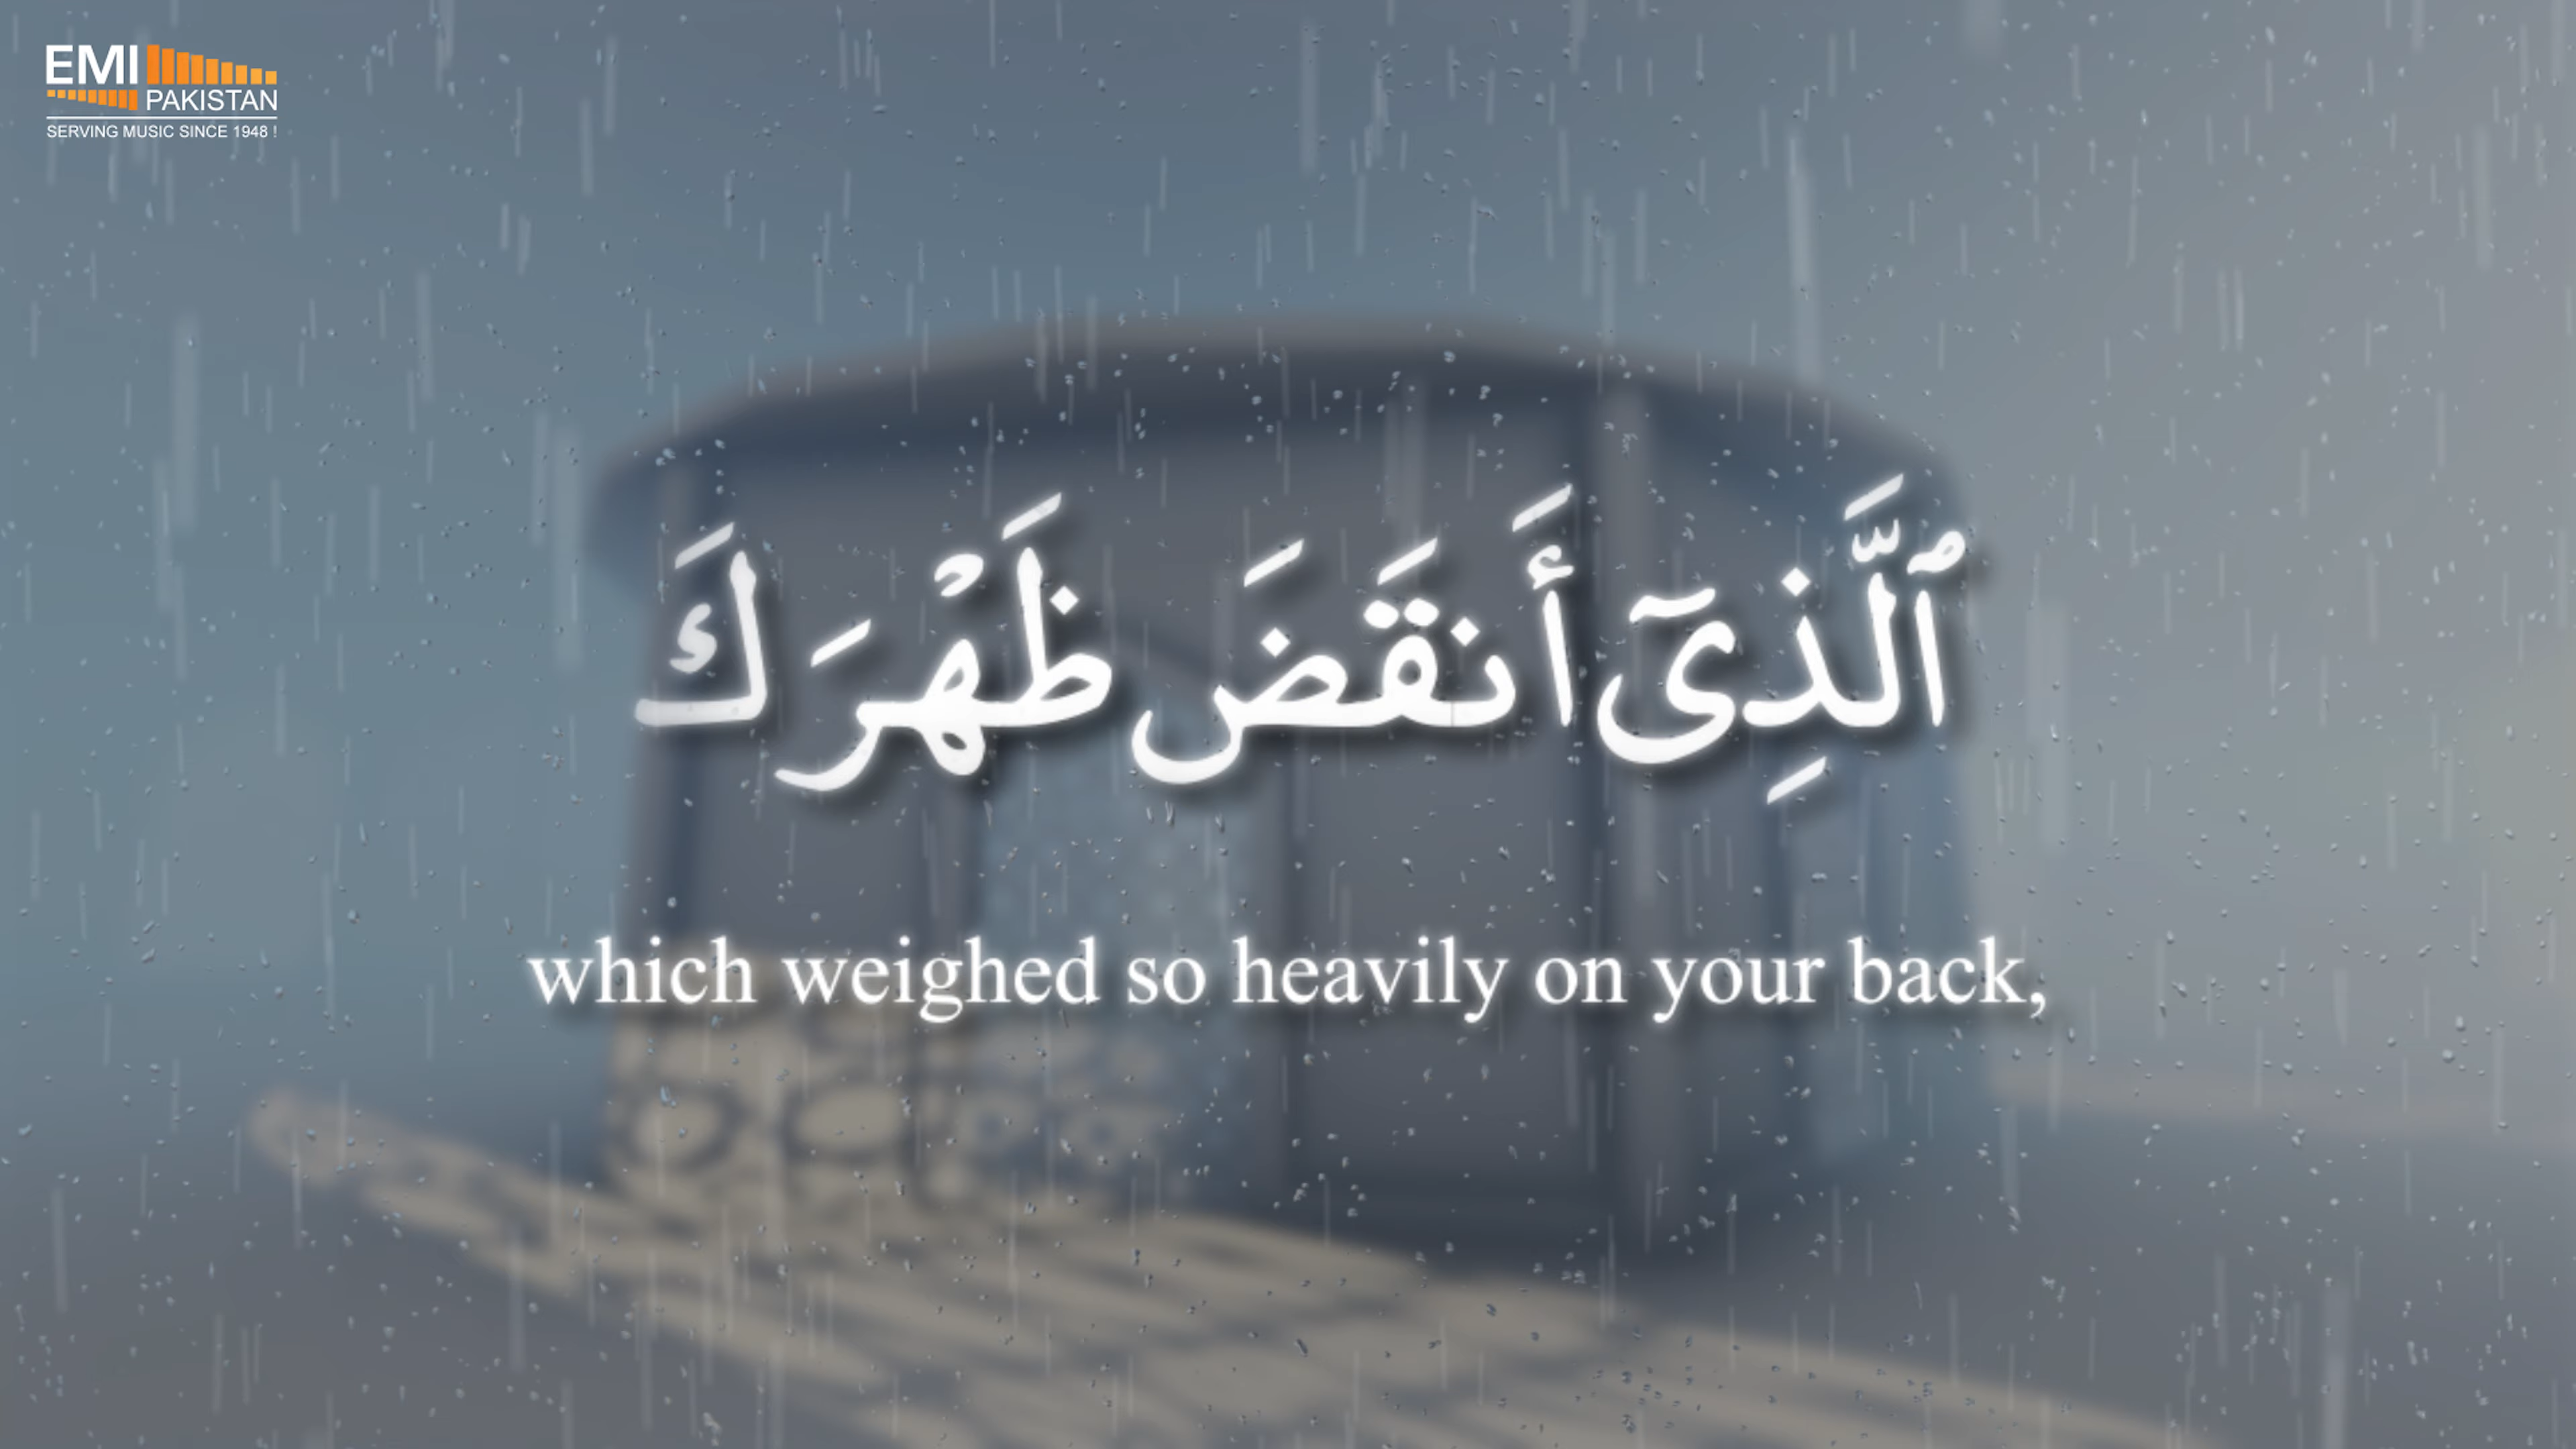 EMI
PAKISTAN
SERVING MUSIC SINCE 1948 !
ٱلَّذِىٓ أَنقَضَ ظَهْرَكَ
which weighed so heavily on your back,